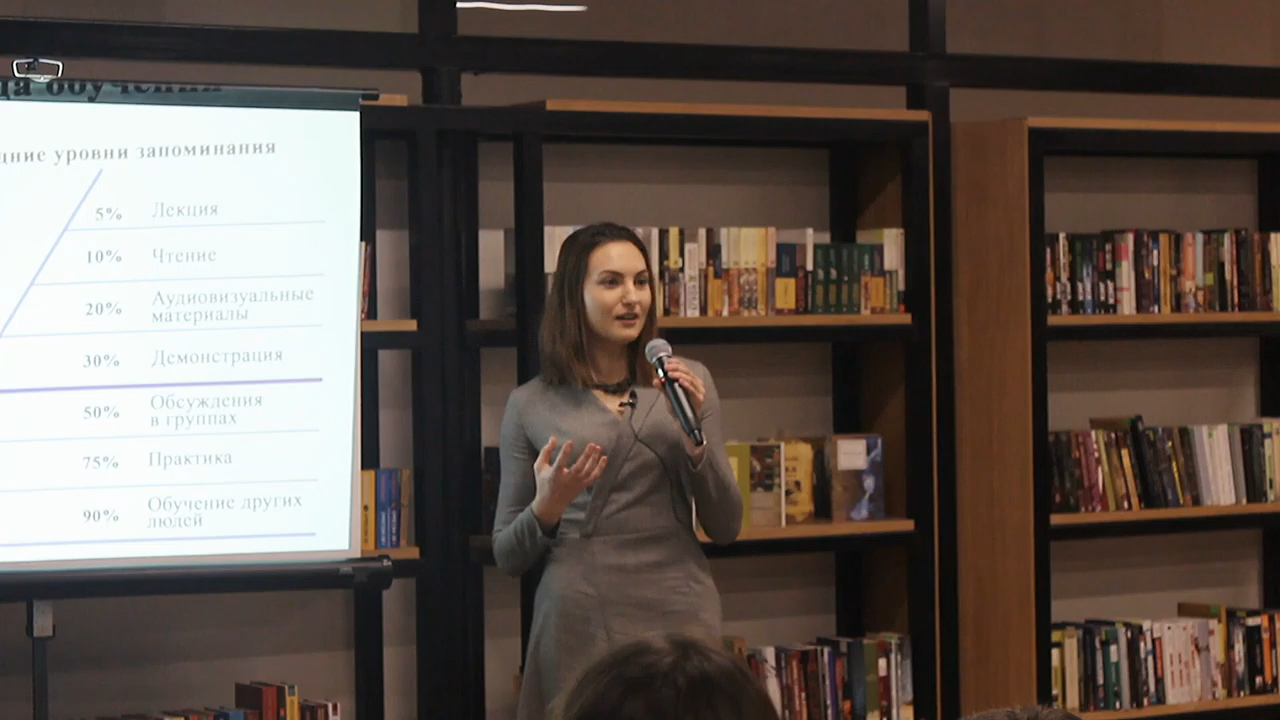 обучения
уровни запоминания
5% Лекция
10% Чтение
20% Аудиовизуальные
материалы
30% Демонстрация
50% Обсуждения
в группах
75% Практика
90% Обучение других
людей